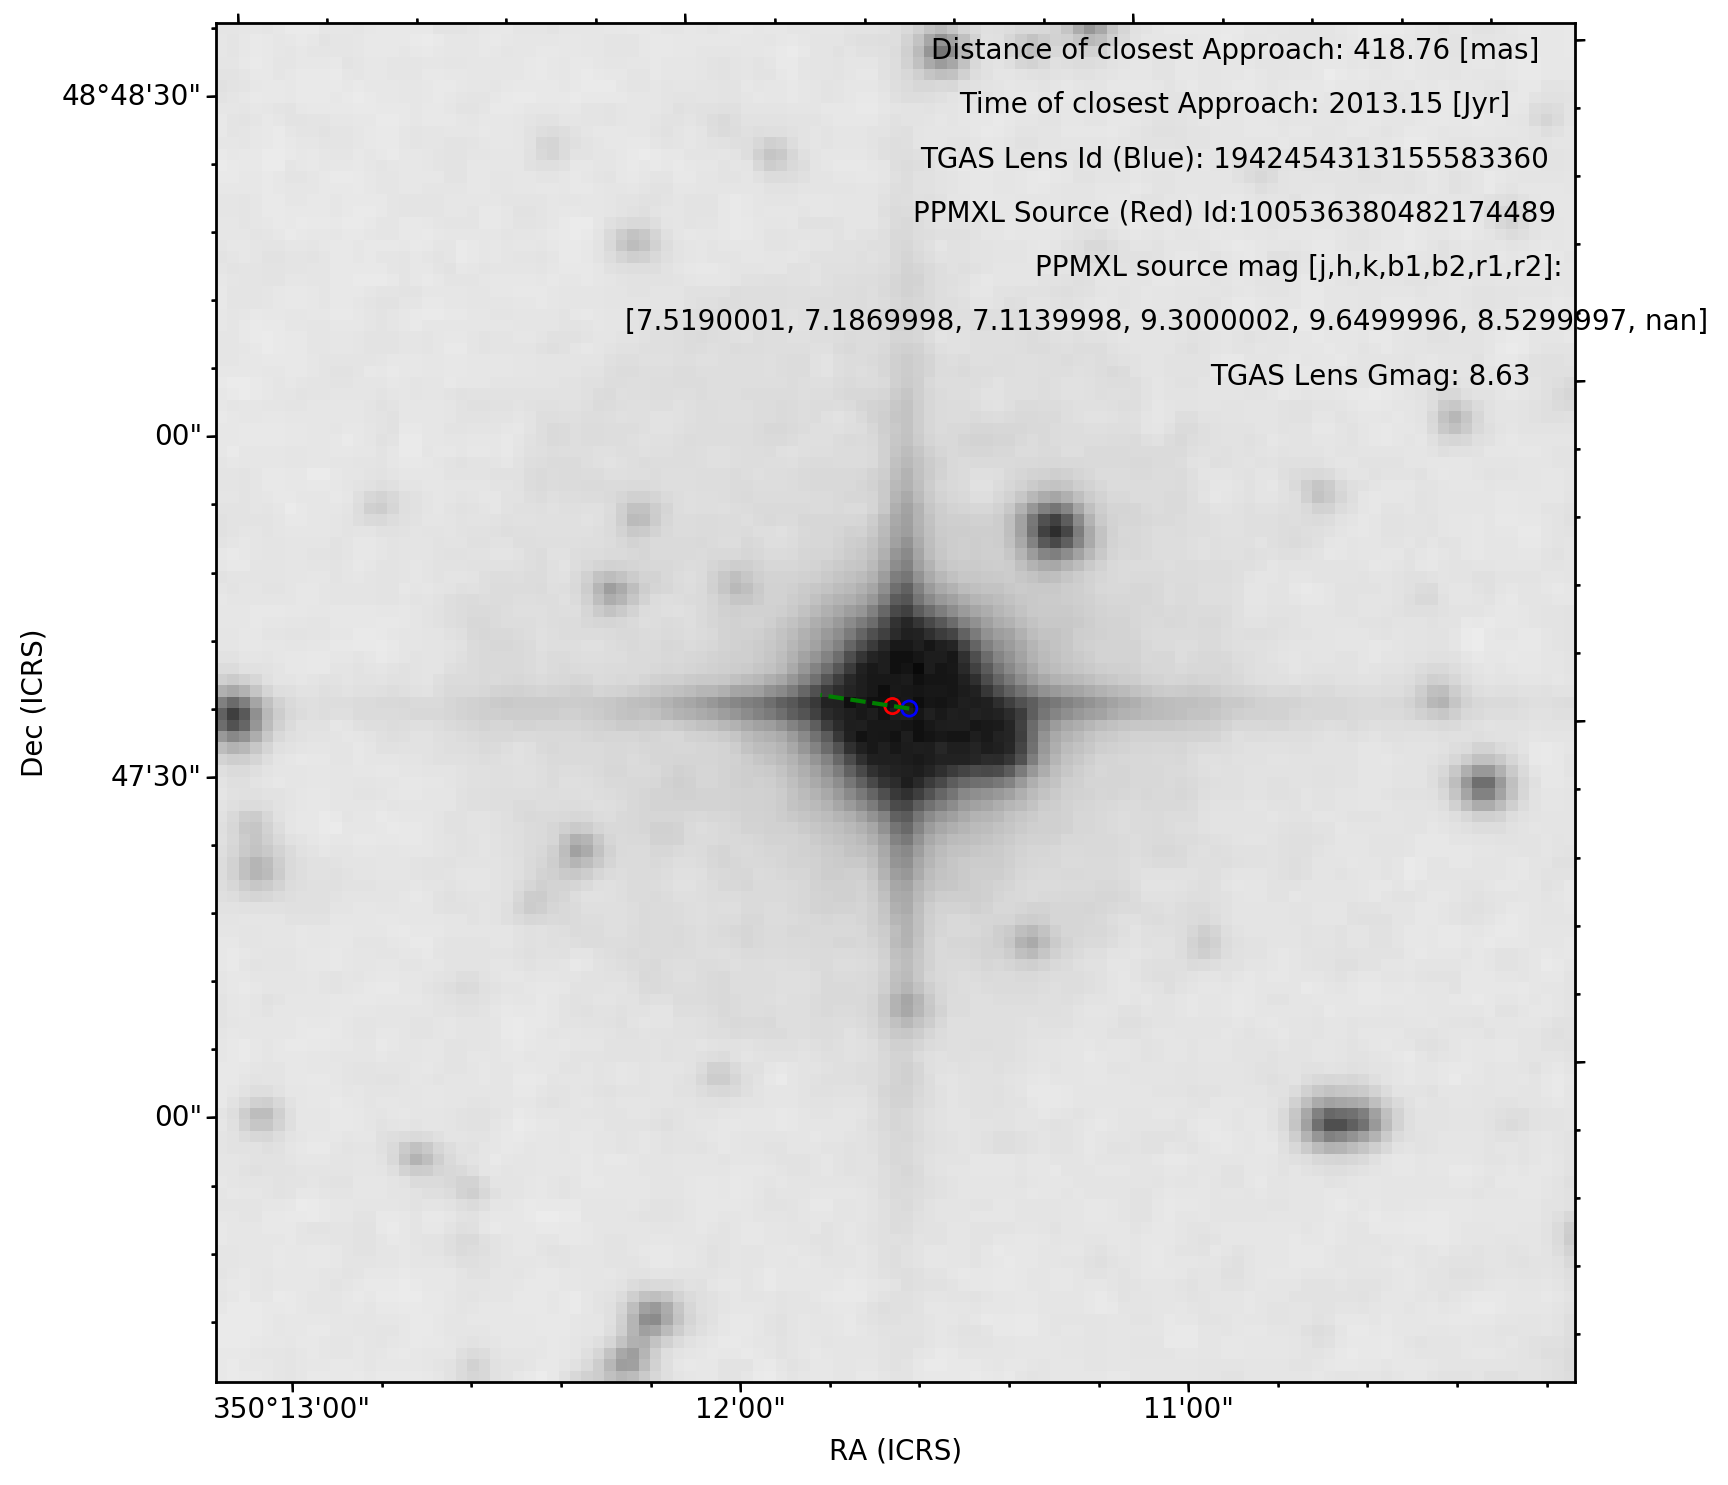 Distance of closest Approach: 418.76 [mas]
48°48'30"
Time of closest Approach: 2013.15 [Jyr]
TGAS Lens Id (Blue): 1942454313155583360
PPMXL Source (Red) Id:100536380482174489
PPMXL source mag [j,h,k,b1,b2,r1,r2]:
[7.5190001, 7.1869998, 7.1139998, 9.3000002, 9.6499996, 8.5299997, nan]
TGAS Lens Gmag: 8.63
00"
Dec (ICRS)
47'30"
00"
350°13'00" 12'00" 11'00"
RA (ICRS)